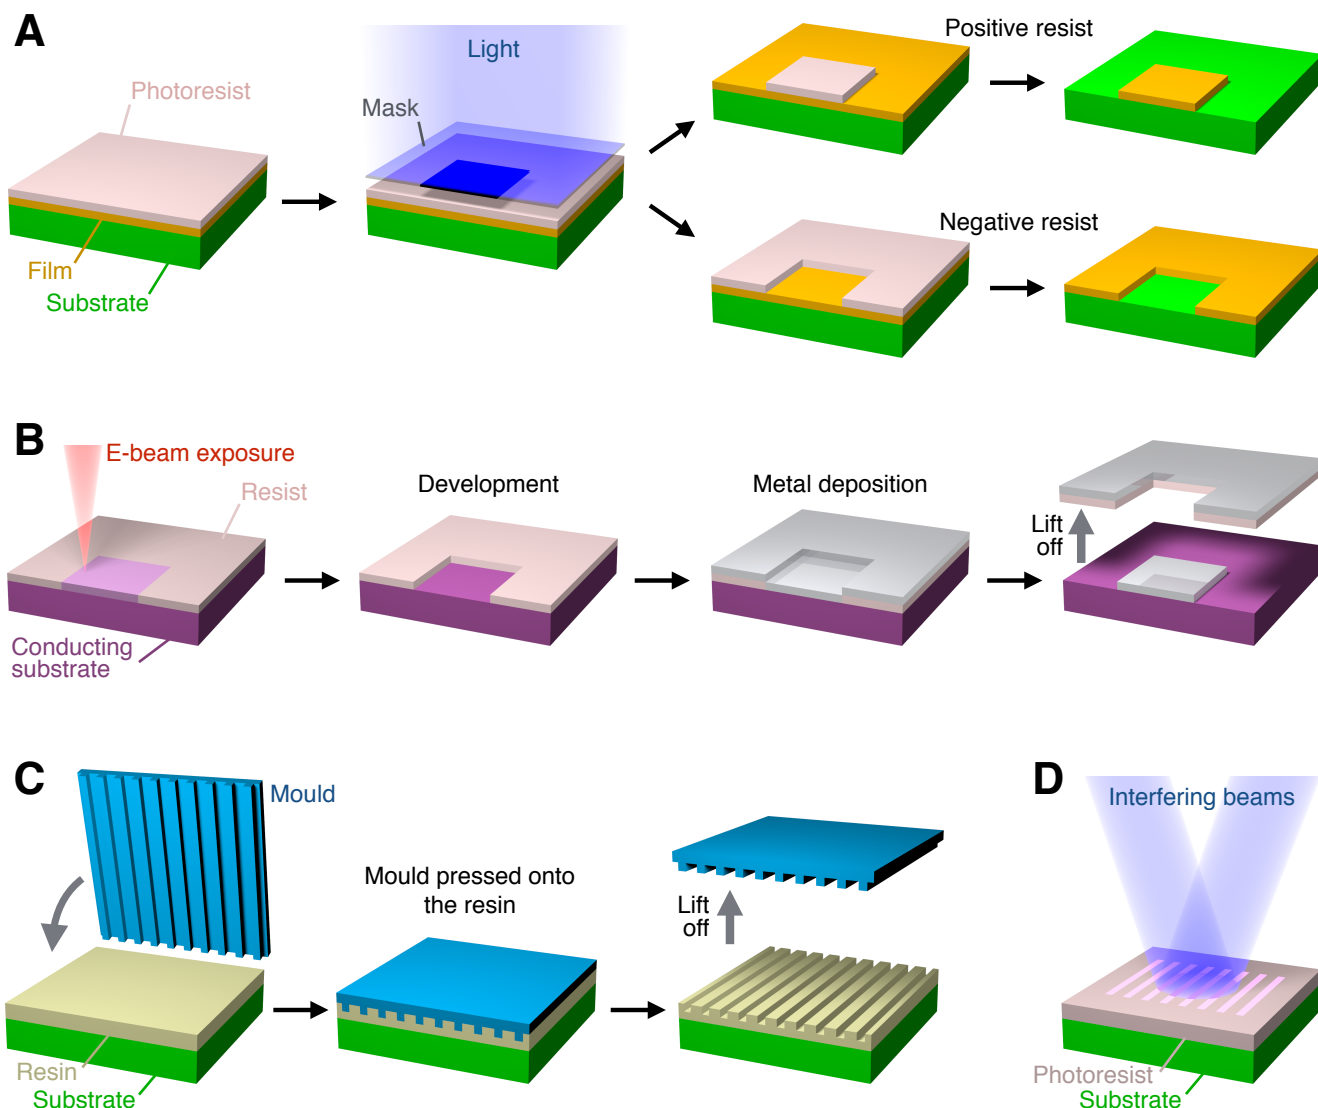 A
Light
Photoresist
Mask
Film
Substrate
Positive resist
Negative resist
B
E-beam exposure
Resist
Development
Metal deposition
Lift
off
Conducting
substrate
C
Mould
Mould pressed onto
the resin
Lift
off
Resin
Substrate
D
Interfering beams
Photoresist
Substrate